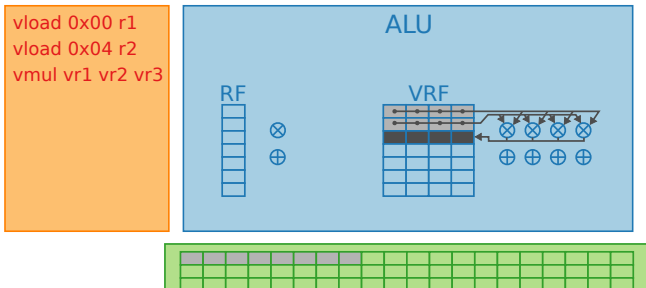 vload 0x00 r1
vload 0x04 r2
vmul vr1 vr2 vr3
ALU
RF
VRF